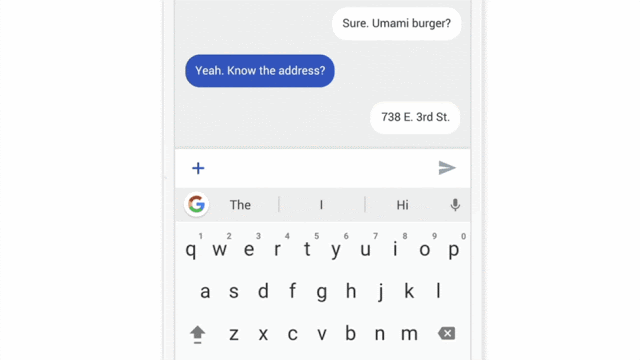 Sure. Umami burger?
Yeah. Know the address?
738 E. 3rd St.
The I Hi
1 2 3 4 5 6 7 8 9 0
q w e r t y u i o p
a s d f g h j k l
z x c v b n m